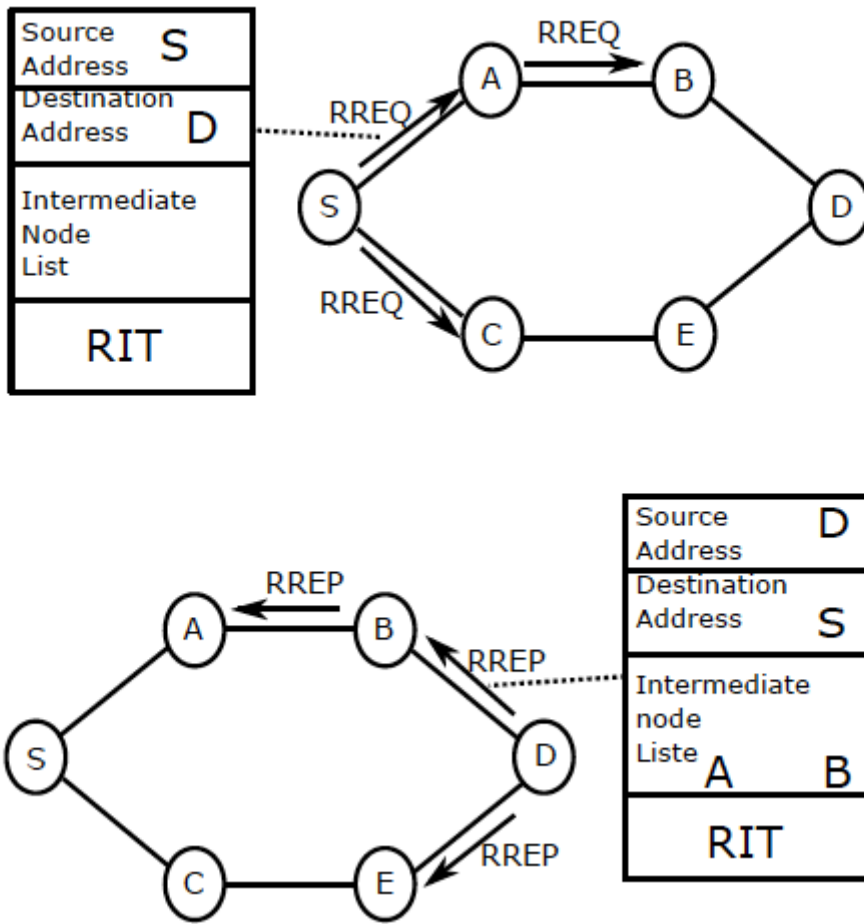 Source
Address S
Destination
Address D
Intermediate
Node
List
RIT
RREQ
RREQ
RREQ
A
B
S
D
C
E
Source D
Address
Destination
Address S
Intermediate
node
Liste
A B
RIT
RREP
RREP
RREP
A
B
S
D
C
E